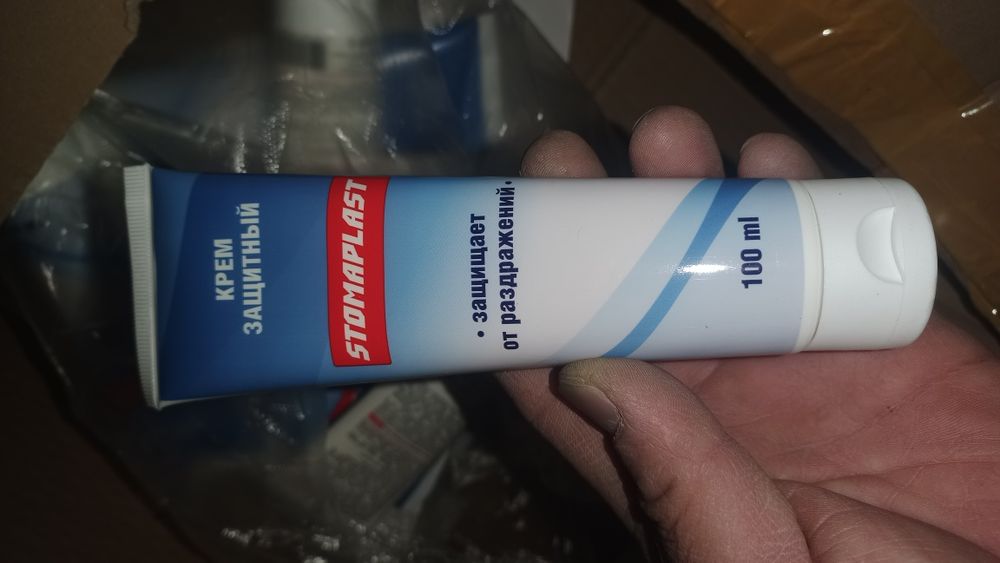 КРЕМ
ЗАЩИТНЫЙ
STOMAPLAST
• защищает
от раздражений •
100 ml